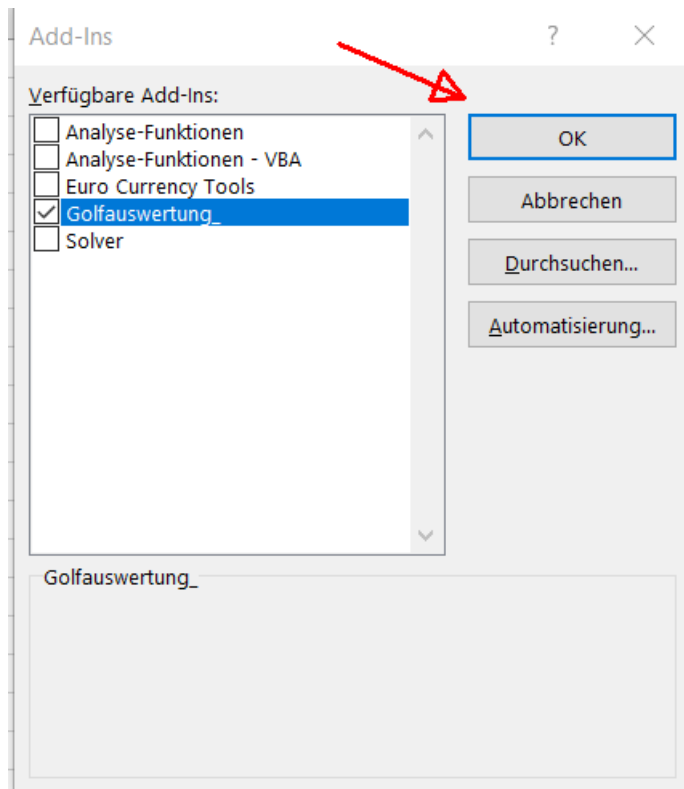 Add-Ins
Verfügbare Add-Ins:
Analyse-Funktionen
Analyse-Funktionen - VBA
Euro Currency Tools
Golfauswertung_
Solver
OK
Abbrechen
Durchsuchen...
Automatisierung...
Golfauswertung_